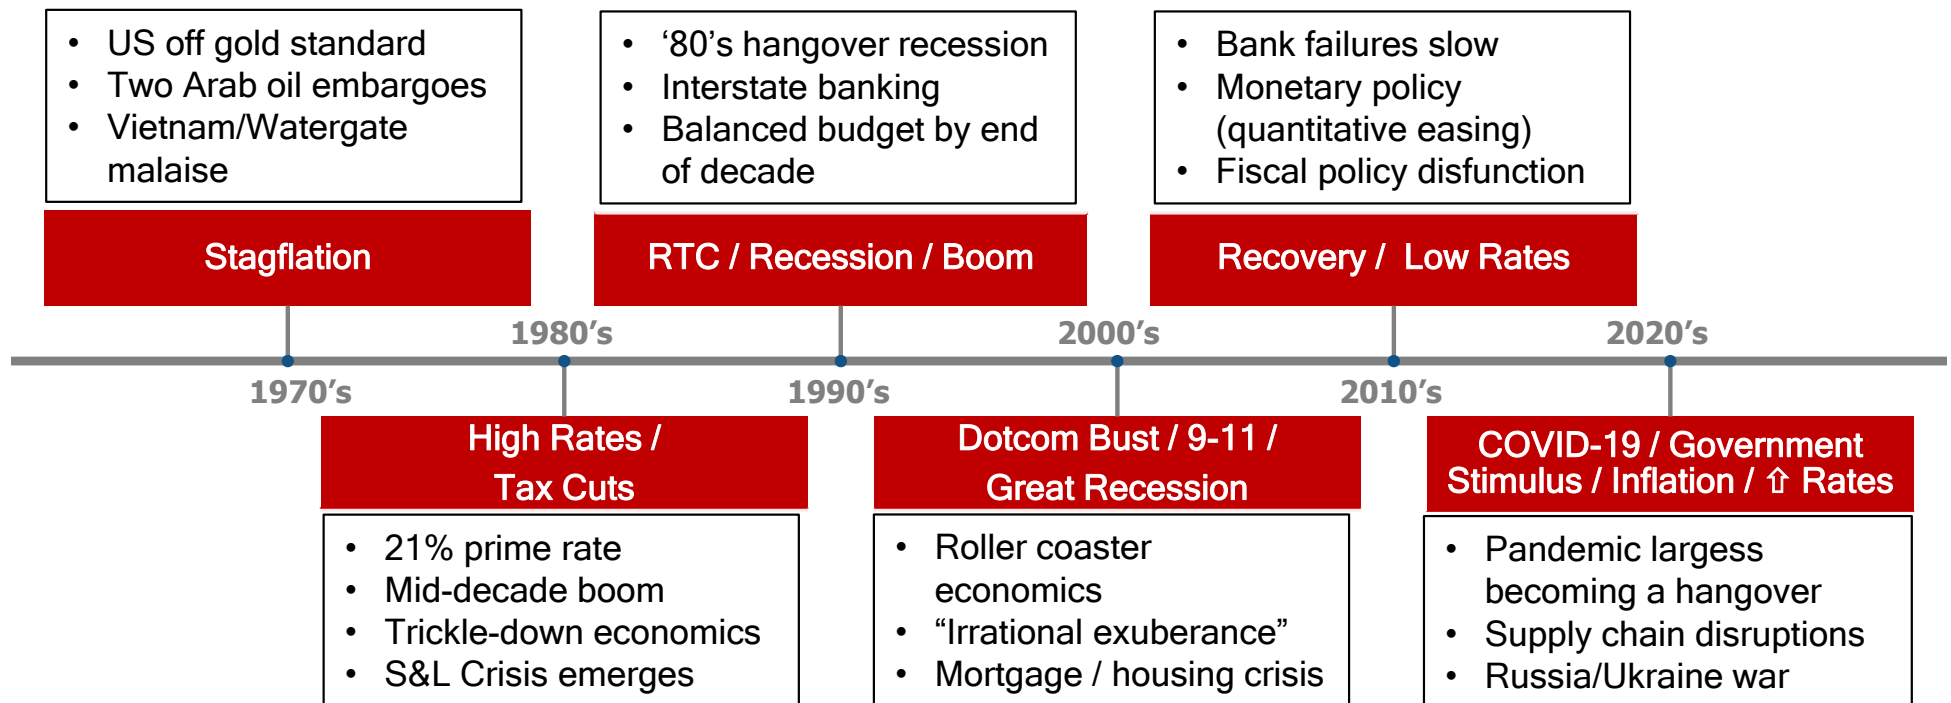 • US off gold standard
• Two Arab oil embargoes
• Vietnam/Watergate
malaise
Stagflation
1970’s
1980’s
High Rates /
Tax Cuts
• 21% prime rate
• Mid-decade boom
• Trickle-down economics
• S&L Crisis emerges
• ‘80’s hangover recession
• Interstate banking
• Balanced budget by end
of decade
RTC / Recession / Boom
1990’s
2000’s
Dotcom Bust / 9-11 /
Great Recession
• Roller coaster
economics
• “Irrational exuberance”
• Mortgage / housing crisis
• Bank failures slow
• Monetary policy
(quantitative easing)
• Fiscal policy disfunction
Recovery / Low Rates
2010’s
2020’s
COVID-19 / Government
Stimulus / Inflation / ⇧ Rates
• Pandemic largess
becoming a hangover
• Supply chain disruptions
• Russia/Ukraine war